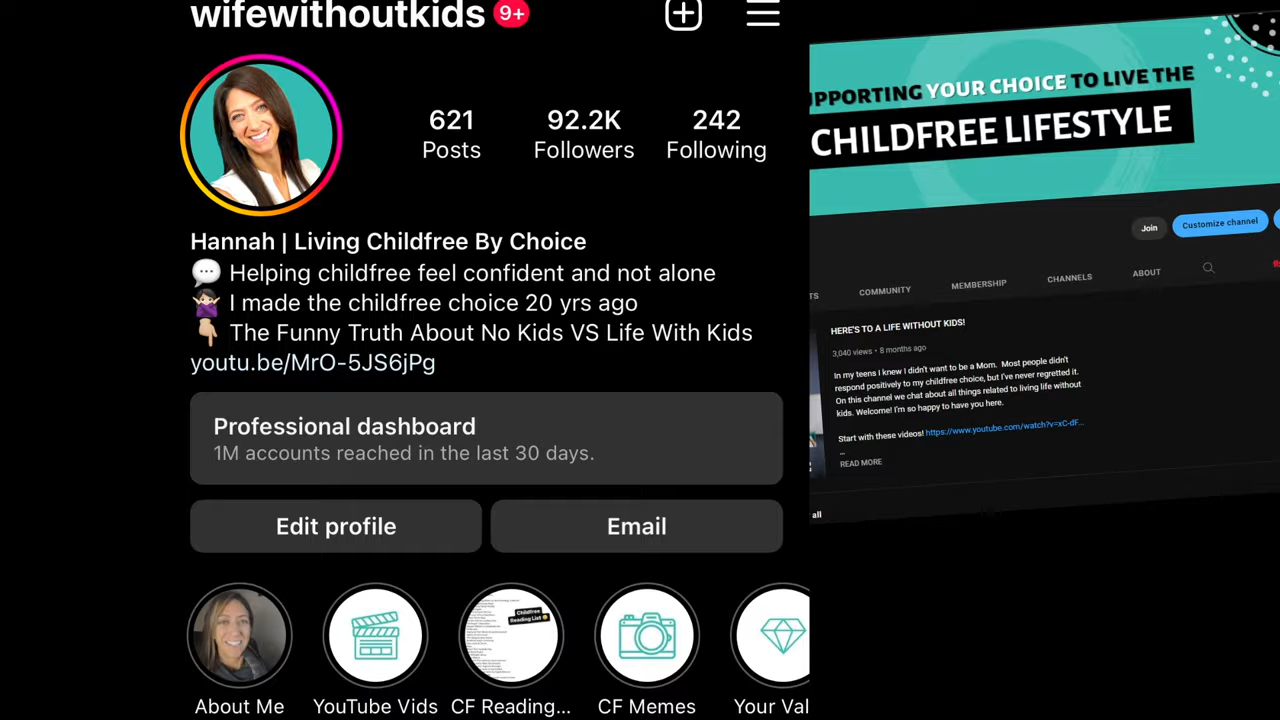 wifewithoutkids 9+
621
Posts
92.2K
Followers
242
Following
Hannah | Living Childfree By Choice
Helping childfree feel confident and not alone
I made the childfree choice 20 yrs ago
The Funny Truth About No Kids VS Life With Kids
youtu.be/MrO-5JS6jPg
Professional dashboard
1M accounts reached in the last 30 days.
Edit profile
Email
Childfree
Reading List
About Me
YouTube Vids
CF Reading...
CF Memes
Your Val
UPPORTING YOUR CHOICE TO LIVE THE
CHILDFREE LIFESTYLE
Join
Customize channel
TS
COMMUNITY
MEMBERSHIP
CHANNELS
ABOUT
HERE'S TO A LIFE WITHOUT KIDS!
3,040 views • 8 months ago
In my teens I knew I didn't want to be a Mom. Most people didn't
respond positively to my childfree choice, but I've never regretted it.
On this channel we chat about all things related to living life without
kids. Welcome! I'm so happy to have you here.
Start with these videos! https://www.youtube.com/watch?v=xC-dF...
...
READ MORE
all